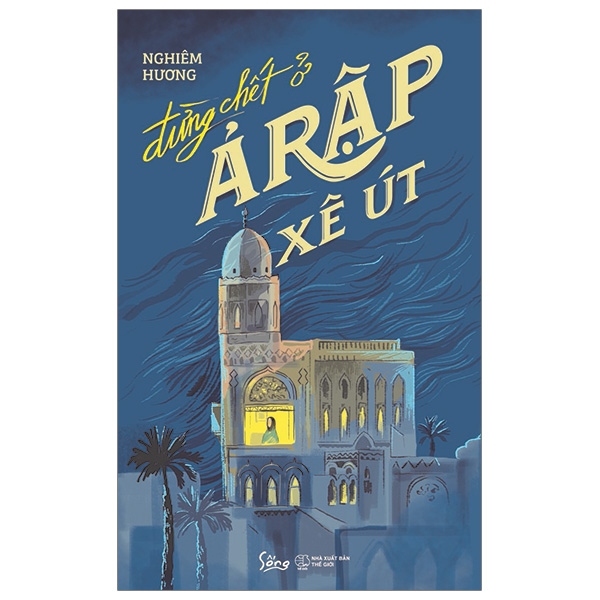 NGHIÊM
HƯƠNG
đừng chết ở
Ả RẬP
XÊ ÚT
Sống
NHÀ XUẤT BẢN
THẾ GIỚI